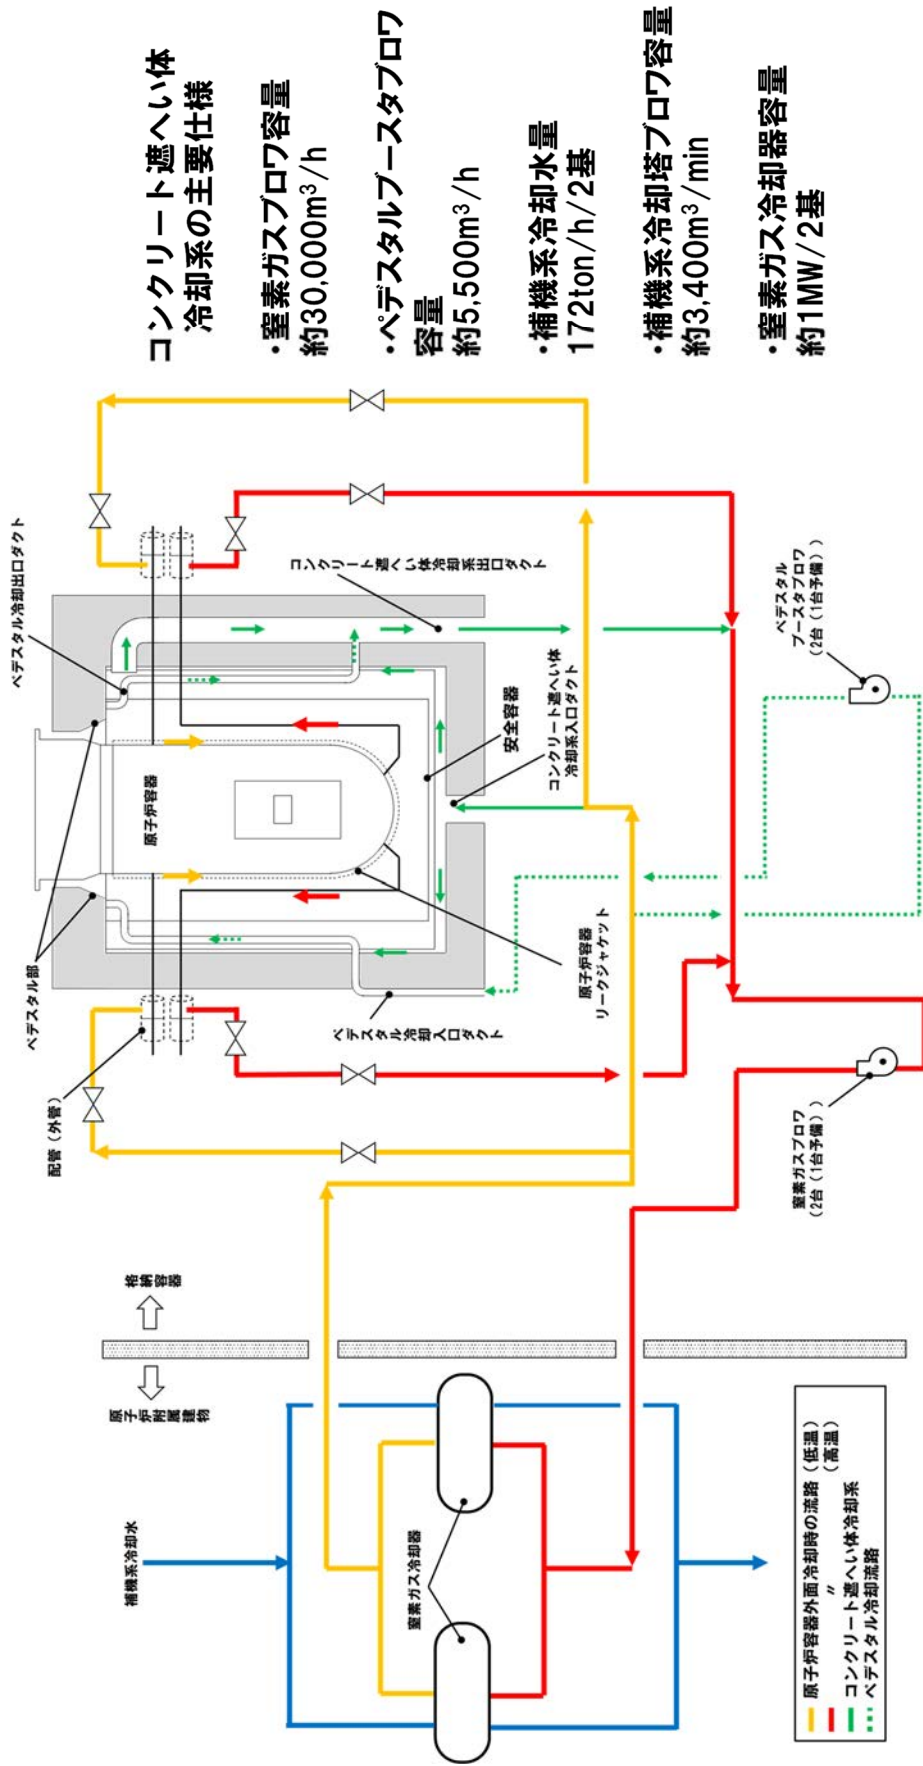 コンクリート遮へい体
冷却系の主要仕様
・窒素ガスブロワ容量
約30,000m³/h
・ペデスタルブースタブロワ
容量
約5,500m³/h
・補機系冷却水量
172ton/h/2基
・補機系冷却塔ブロワ容量
約3,400m³/min
・窒素ガス冷却器容量
約1MW/2基
補機系冷却水
原子炉附属建物
格納容器
窒素ガス冷却器
配管(外管)
ペデスタル部
ペデスタル冷却出口ダクト
原子炉容器
ペデスタル冷却入口ダクト
原子炉容器
リークジャケット
安全容器
コンクリート遮へい体
冷却系入口ダクト
コンクリート遮へい体冷却系出口ダクト
窒素ガスブロワ
(2台(1台予備))
ペデスタル
ブースタブロワ
(2台(1台予備))
原子炉容器外面冷却時の流路(低温)
〃 (高温)
コンクリート遮へい体冷却系
ペデスタル冷却流路